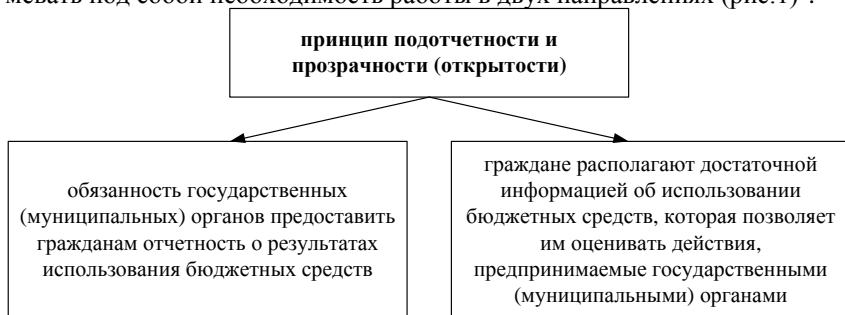 мевать под собой необходимость работы в двух направлениях (рис.1) .
принцип подотчетности и
прозрачности (открытости)
обязанность государственных
(муниципальных) органов предоставить
гражданам отчетность о результатах
использования бюджетных средств
граждане располагают достаточной
информацией об использовании
бюджетных средств, которая позволяет
им оценивать действия,
предпринимаемые государственными
(муниципальными) органами